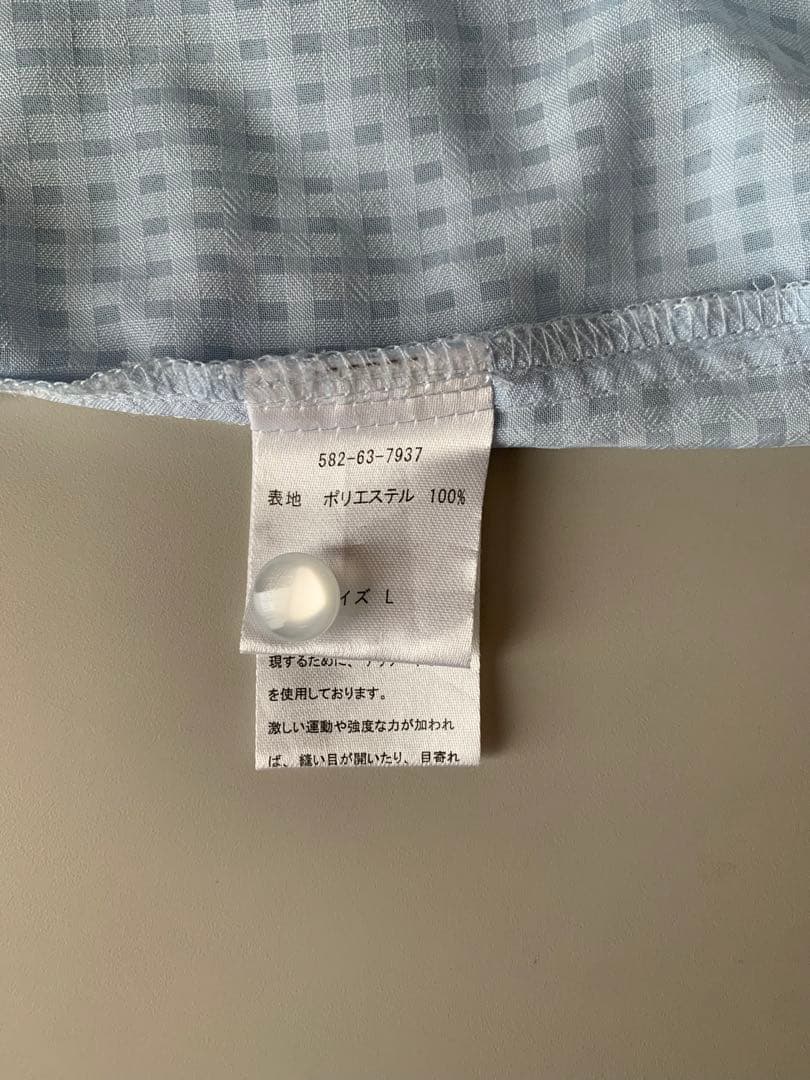 582-63-7937
表地 ポリエステル 100%
イズ L
現するために、
を使用しております。
激しい運動や強度な力が加われ
ば、縫い目が開いたり、目寄れ